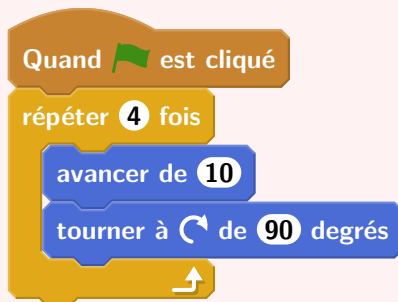 Quand est cliqué
répéter 4 fois
avancer de 10
tourner à de 90 degrés